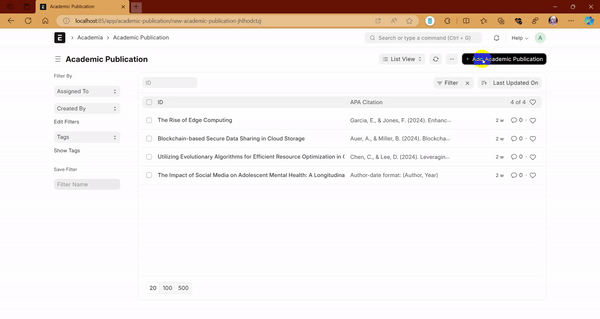 Academic Publication
localhost:85/app/academic-publication/new-academic-publication-jhlhodctzj
E
Academia
Academic Publication
Search or type a command (Ctrl + G)
Help
A
Academic Publication
List View
Academic Publication
Filter By
Assigned To
Created By
Edit Filters
Tags
Show Tags
Save Filter
Filter Name
ID
Filter
Last Updated On
ID
APA Citation
4 of 4
The Rise of Edge Computing
Garcia, E., & Jones, F. (2024). Enhanc...
2 w
0
Blockchain-based Secure Data Sharing in Cloud Storage
Auer, A., & Miller, B. (2024). Blockcha...
2 w
0
Utilizing Evolutionary Algorithms for Efficient Resource Optimization in
Chen, C., & Lee, D. (2024). Leveragin...
2 w
0
The Impact of Social Media on Adolescent Mental Health: A Longitudina
Author-date format: (Author, Year)
2 w
0
20
100
500